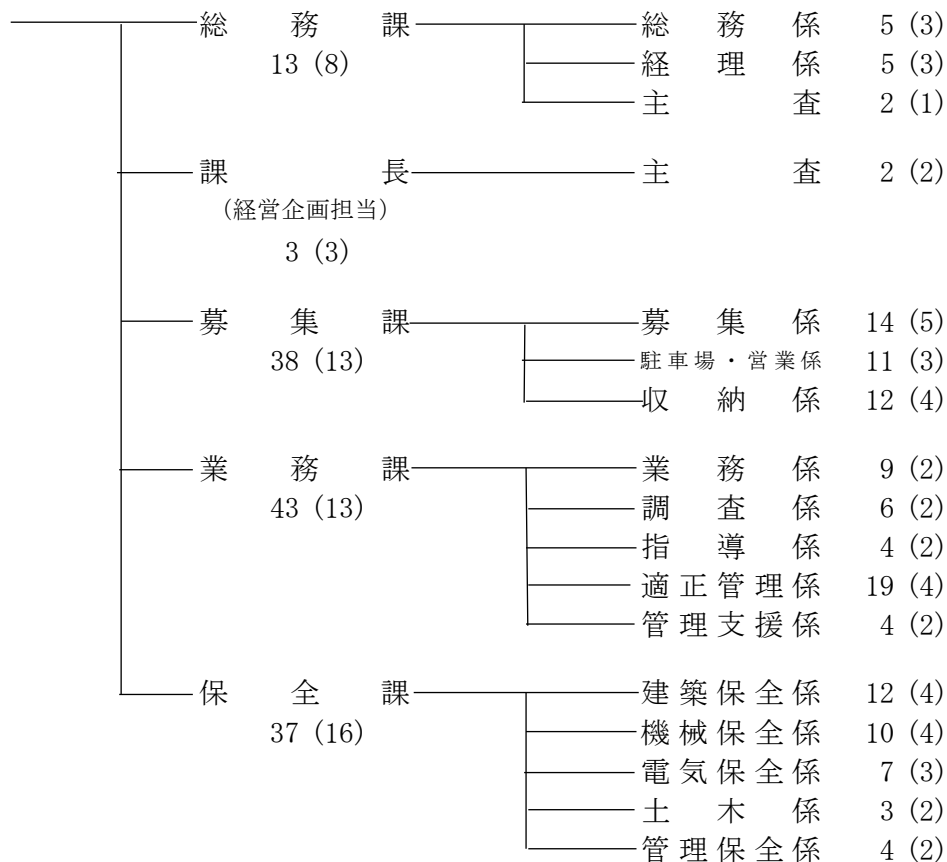 総務課 総務係 5 (3)
13 (8) 経理係 5 (3)
主査 2 (1)
課長 主査 2 (2)
(経営企画担当)
3 (3)
募集課 募集係 14 (5)
38 (13) 駐車場・営業係 11 (3)
収納係 12 (4)
業務課 業務係 9 (2)
43 (13) 調査係 6 (2)
指導係 4 (2)
適正管理係 19 (4)
管理支援係 4 (2)
保全課 建築保全係 12 (4)
37 (16) 機械保全係 10 (4)
電気保全係 7 (3)
土木係 3 (2)
管理保全係 4 (2)